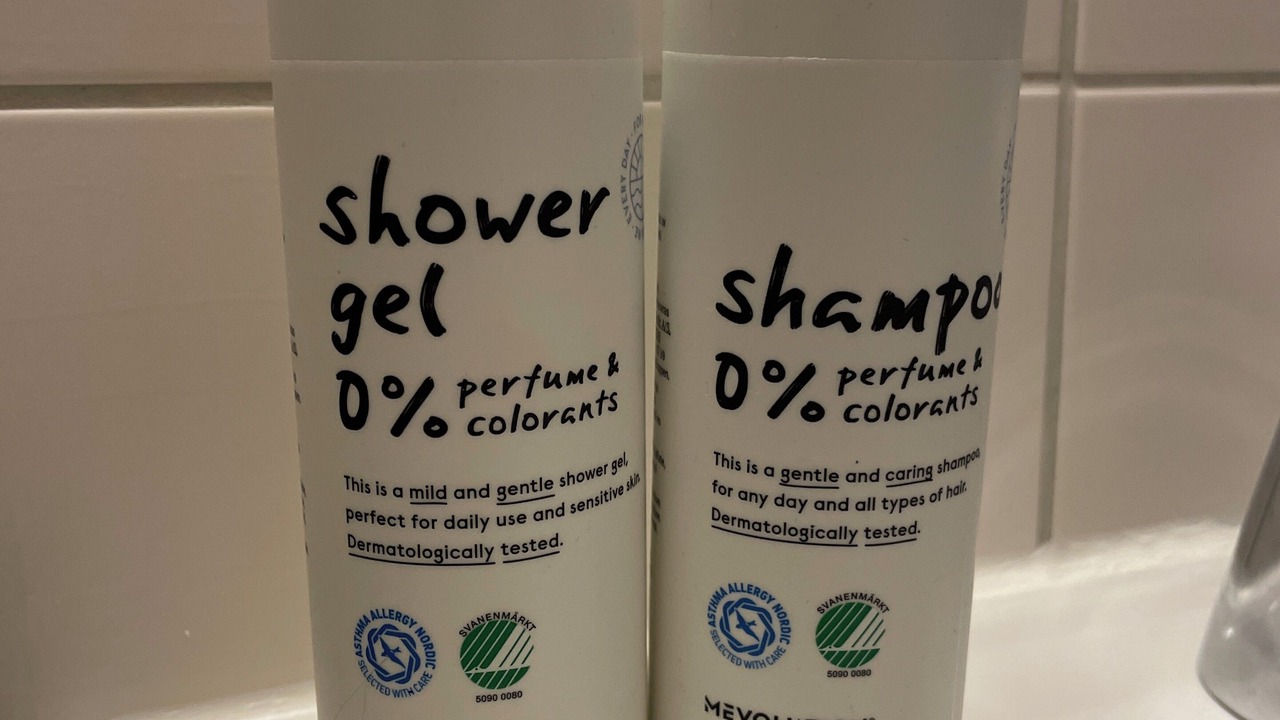 shower
gel
0% perfume &
colorants
This is a mild and gentle shower gel,
perfect for daily use and sensitive skin.
Dermatologically tested.
ASTHMA ALLERGY NORDIC
SELECTED WITH CARE
SVANENMÄRKT
5090 0080
EVERY DAY
shampoo
0% perfume &
colorants
This is a gentle and caring shampoo,
for any day and all types of hair.
Dermatologically tested.
ASTHMA ALLERGY NORDIC
SELECTED WITH CARE
SVANENMÄRKT
5090 0080